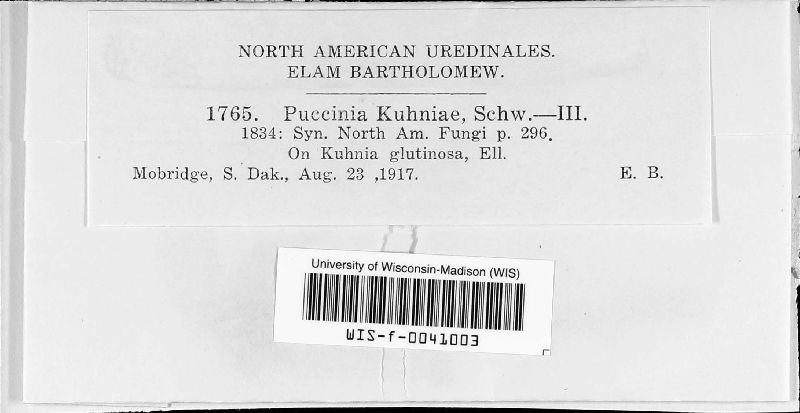 NORTH AMERICAN UREDINALES.
ELAM BARTHOLOMEW.
1765. Puccinia Kuhniae, Schw.—III.
1834: Syn. North Am. Fungi p. 296.
On Kuhnia glutinosa, Ell.
Mobridge, S. Dak., Aug. 23 ,1917. E. B.
University of Wisconsin-Madison (WIS)
WIS-f-0041003